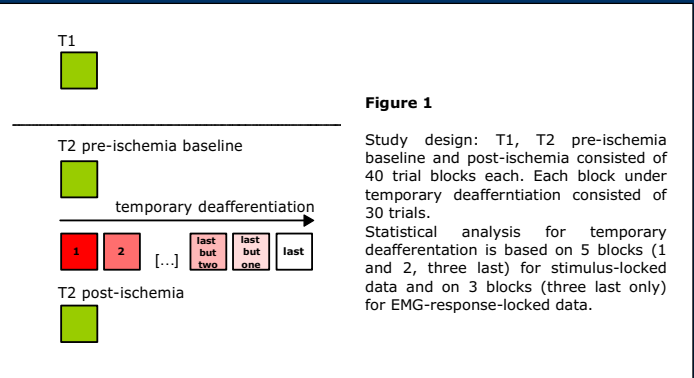 T1
T2 pre-ischemia baseline
temporary deafferentiation
1
2
[...]
last
but
two
last
but
one
last
T2 post-ischemia
Figure 1
Study design: T1, T2 pre-ischemia
baseline and post-ischemia consisted of
40 trial blocks each. Each block under
temporary deafferntiation consisted of
30 trials.
Statistical analysis for temporary
deafferentation is based on 5 blocks (1
and 2, three last) for stimulus-locked
data and on 3 blocks (three last only)
for EMG-response-locked data.